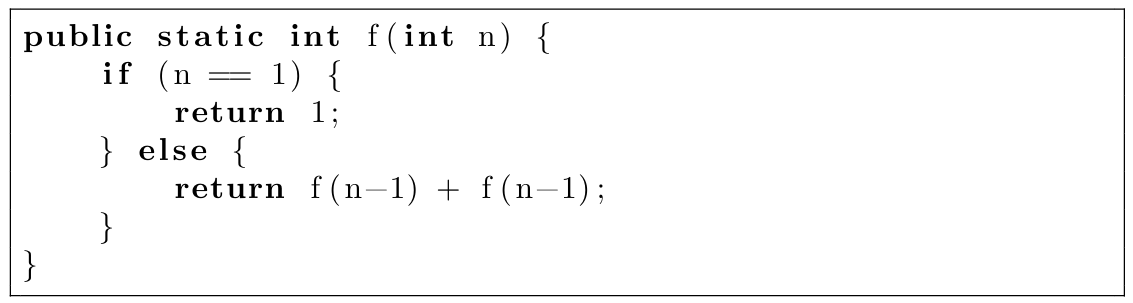 public static int f(int n) {
if (n == 1) {
return 1;
} else {
return f(n−1) + f(n−1);
}
}